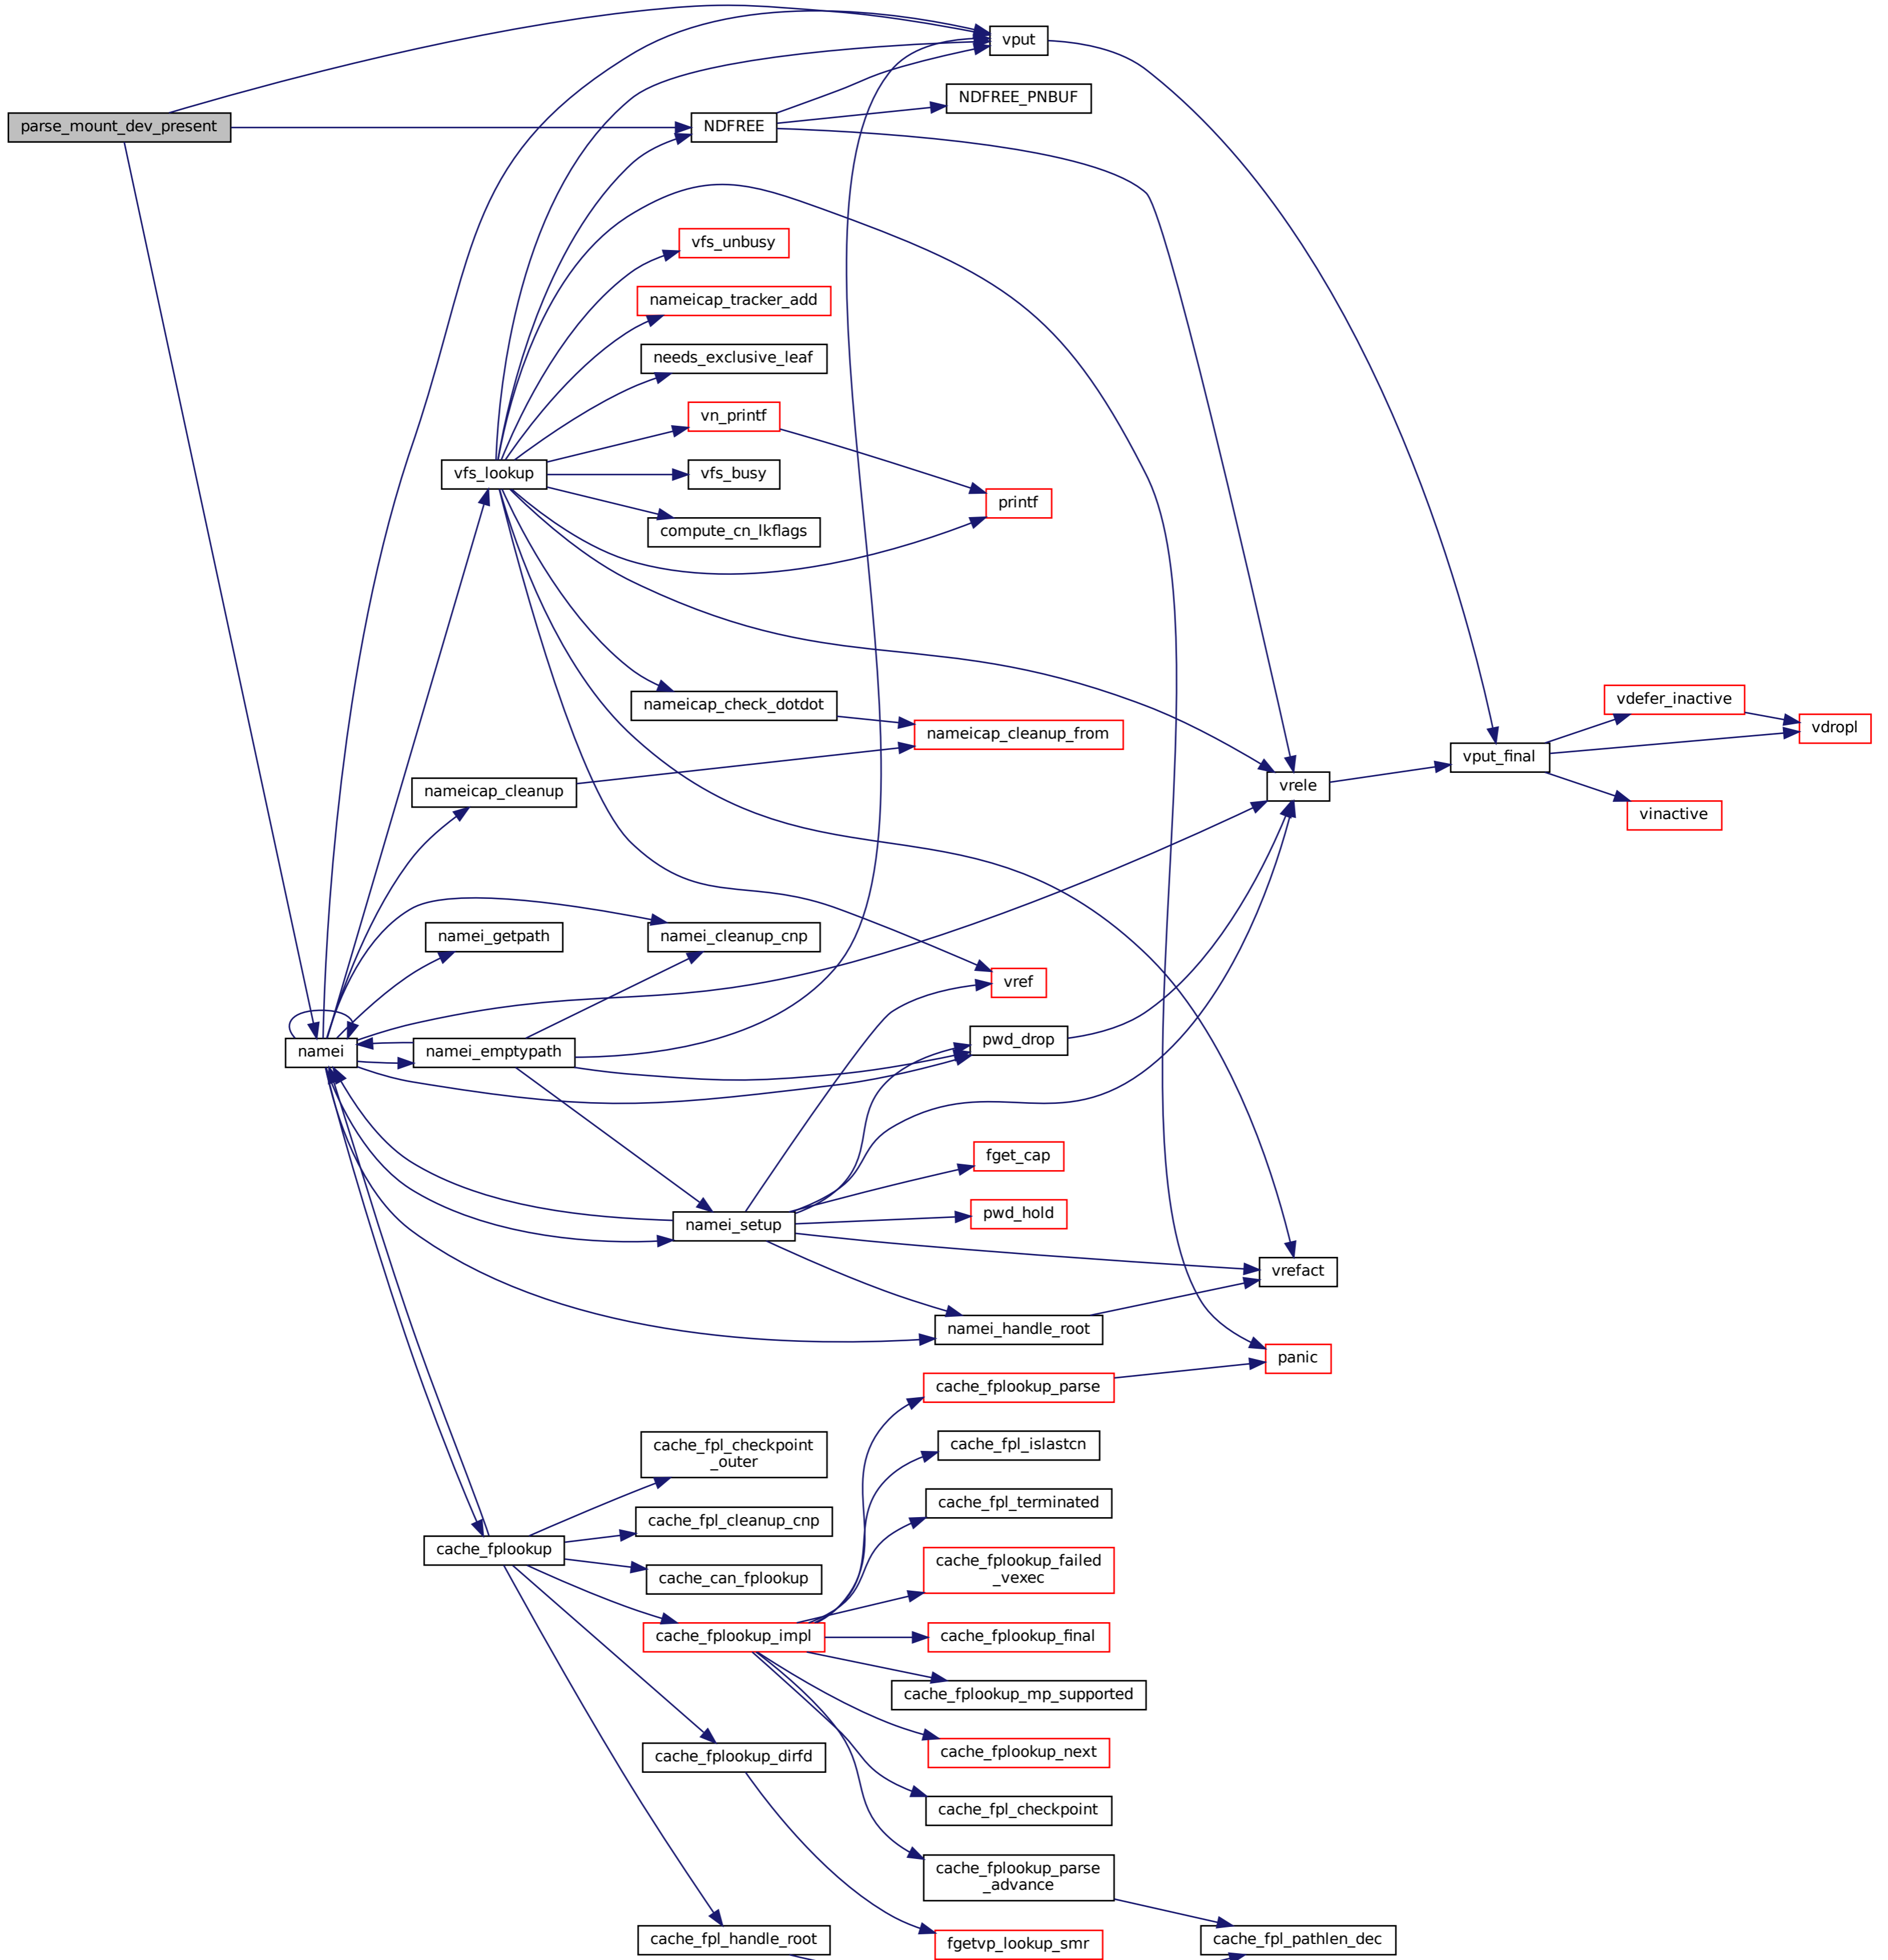 vput
NDFREE_PNBUF
parse_mount_dev_present
NDFREE
vfs_unbusy
nameicap_tracker_add
needs_exclusive_leaf
vn_printf
vfs_lookup
vfs_busy
printf
compute_cn_lkflags
nameicap_check_dotdot
vdefer_inactive
nameicap_cleanup_from
vdropl
vput_final
nameicap_cleanup
vrele
vinactive
namei_getpath
namei_cleanup_cnp
vref
namei
namei_emptypath
pwd_drop
fget_cap
pwd_hold
namei_setup
vrefact
namei_handle_root
panic
cache_fplookup_parse
cache_fpl_checkpoint
_outer
cache_fpl_islastcn
cache_fpl_terminated
cache_fpl_cleanup_cnp
cache_fplookup
cache_fplookup_failed
_vexec
cache_can_fplookup
cache_fplookup_impl
cache_fplookup_final
cache_fplookup_mp_supported
cache_fplookup_dirfd
cache_fplookup_next
cache_fpl_checkpoint
cache_fplookup_parse
_advance
cache_fpl_handle_root
fgetvp_lookup_smr
cache_fpl_pathlen_dec